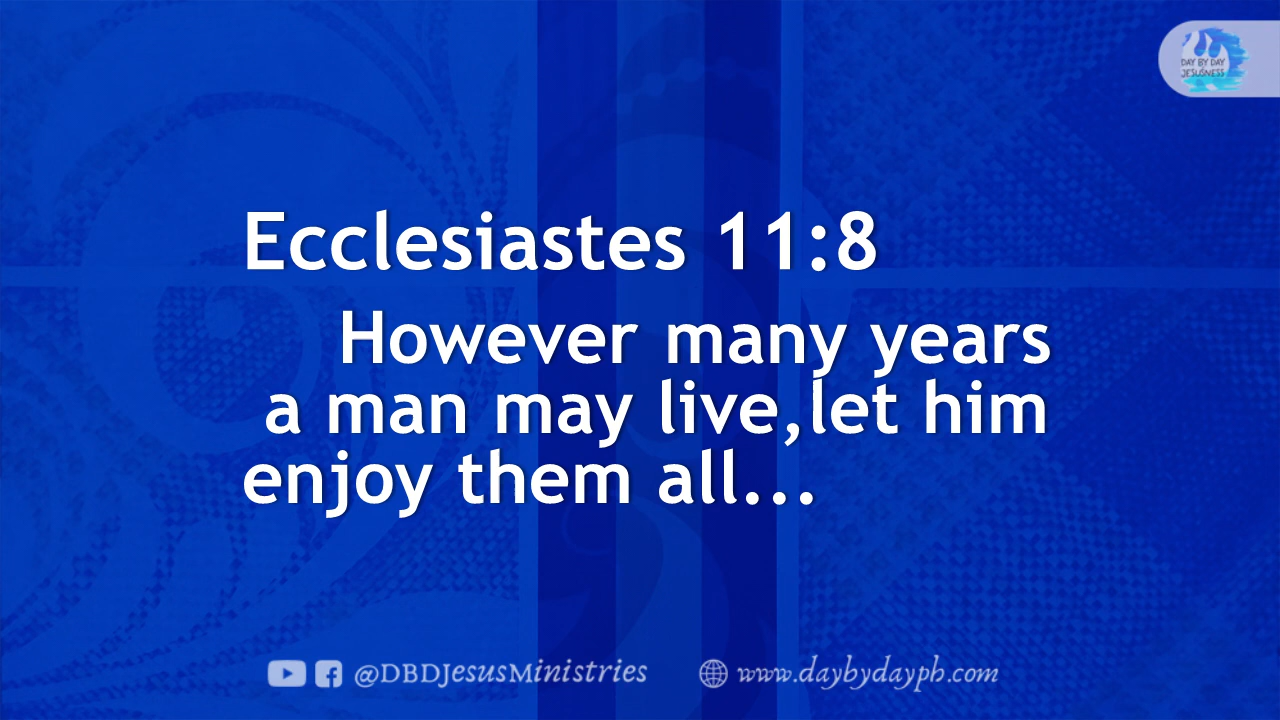 DAY BY DAY
JESUSNESS
Ecclesiastes 11:8
However many years
a man may live,let him
enjoy them all...
@DBDJesusMinistries www.daybydayph.com